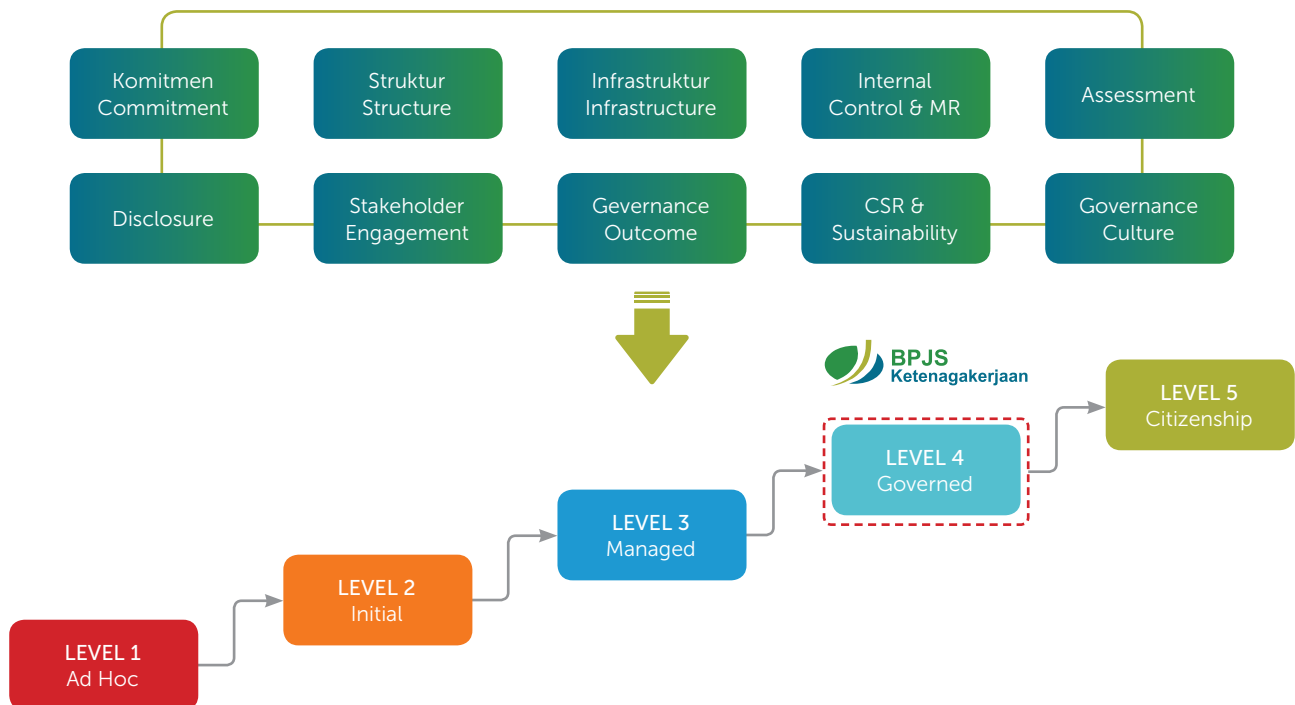 Komitmen
Commitment
Struktur
Structure
Infrastruktur
Infrastructure
Internal
Control & MR
Assessment
Disclosure
Stakeholder
Engagement
Gevernance
Outcome
CSR &
Sustainability
Governance
Culture
BPJS
Ketenagakerjaan
LEVEL 5
Citizenship
LEVEL 4
Governed
LEVEL 3
Managed
LEVEL 2
Initial
LEVEL 1
Ad Hoc